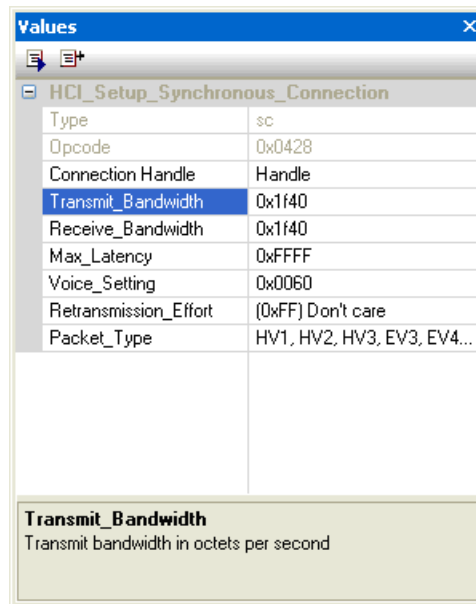 Values
HCI_Setup_Synchronous_Connection
Type sc
Opcode 0x0428
Connection Handle Handle
Transmit_Bandwidth 0x1f40
Receive_Bandwidth 0x1f40
Max_Latency 0xFFFF
Voice_Setting 0x0060
Retransmission_Effort (0xFF) Don't care
Packet_Type HV1, HV2, HV3, EV3, EV4...
Transmit_Bandwidth
Transmit bandwidth in octets per second